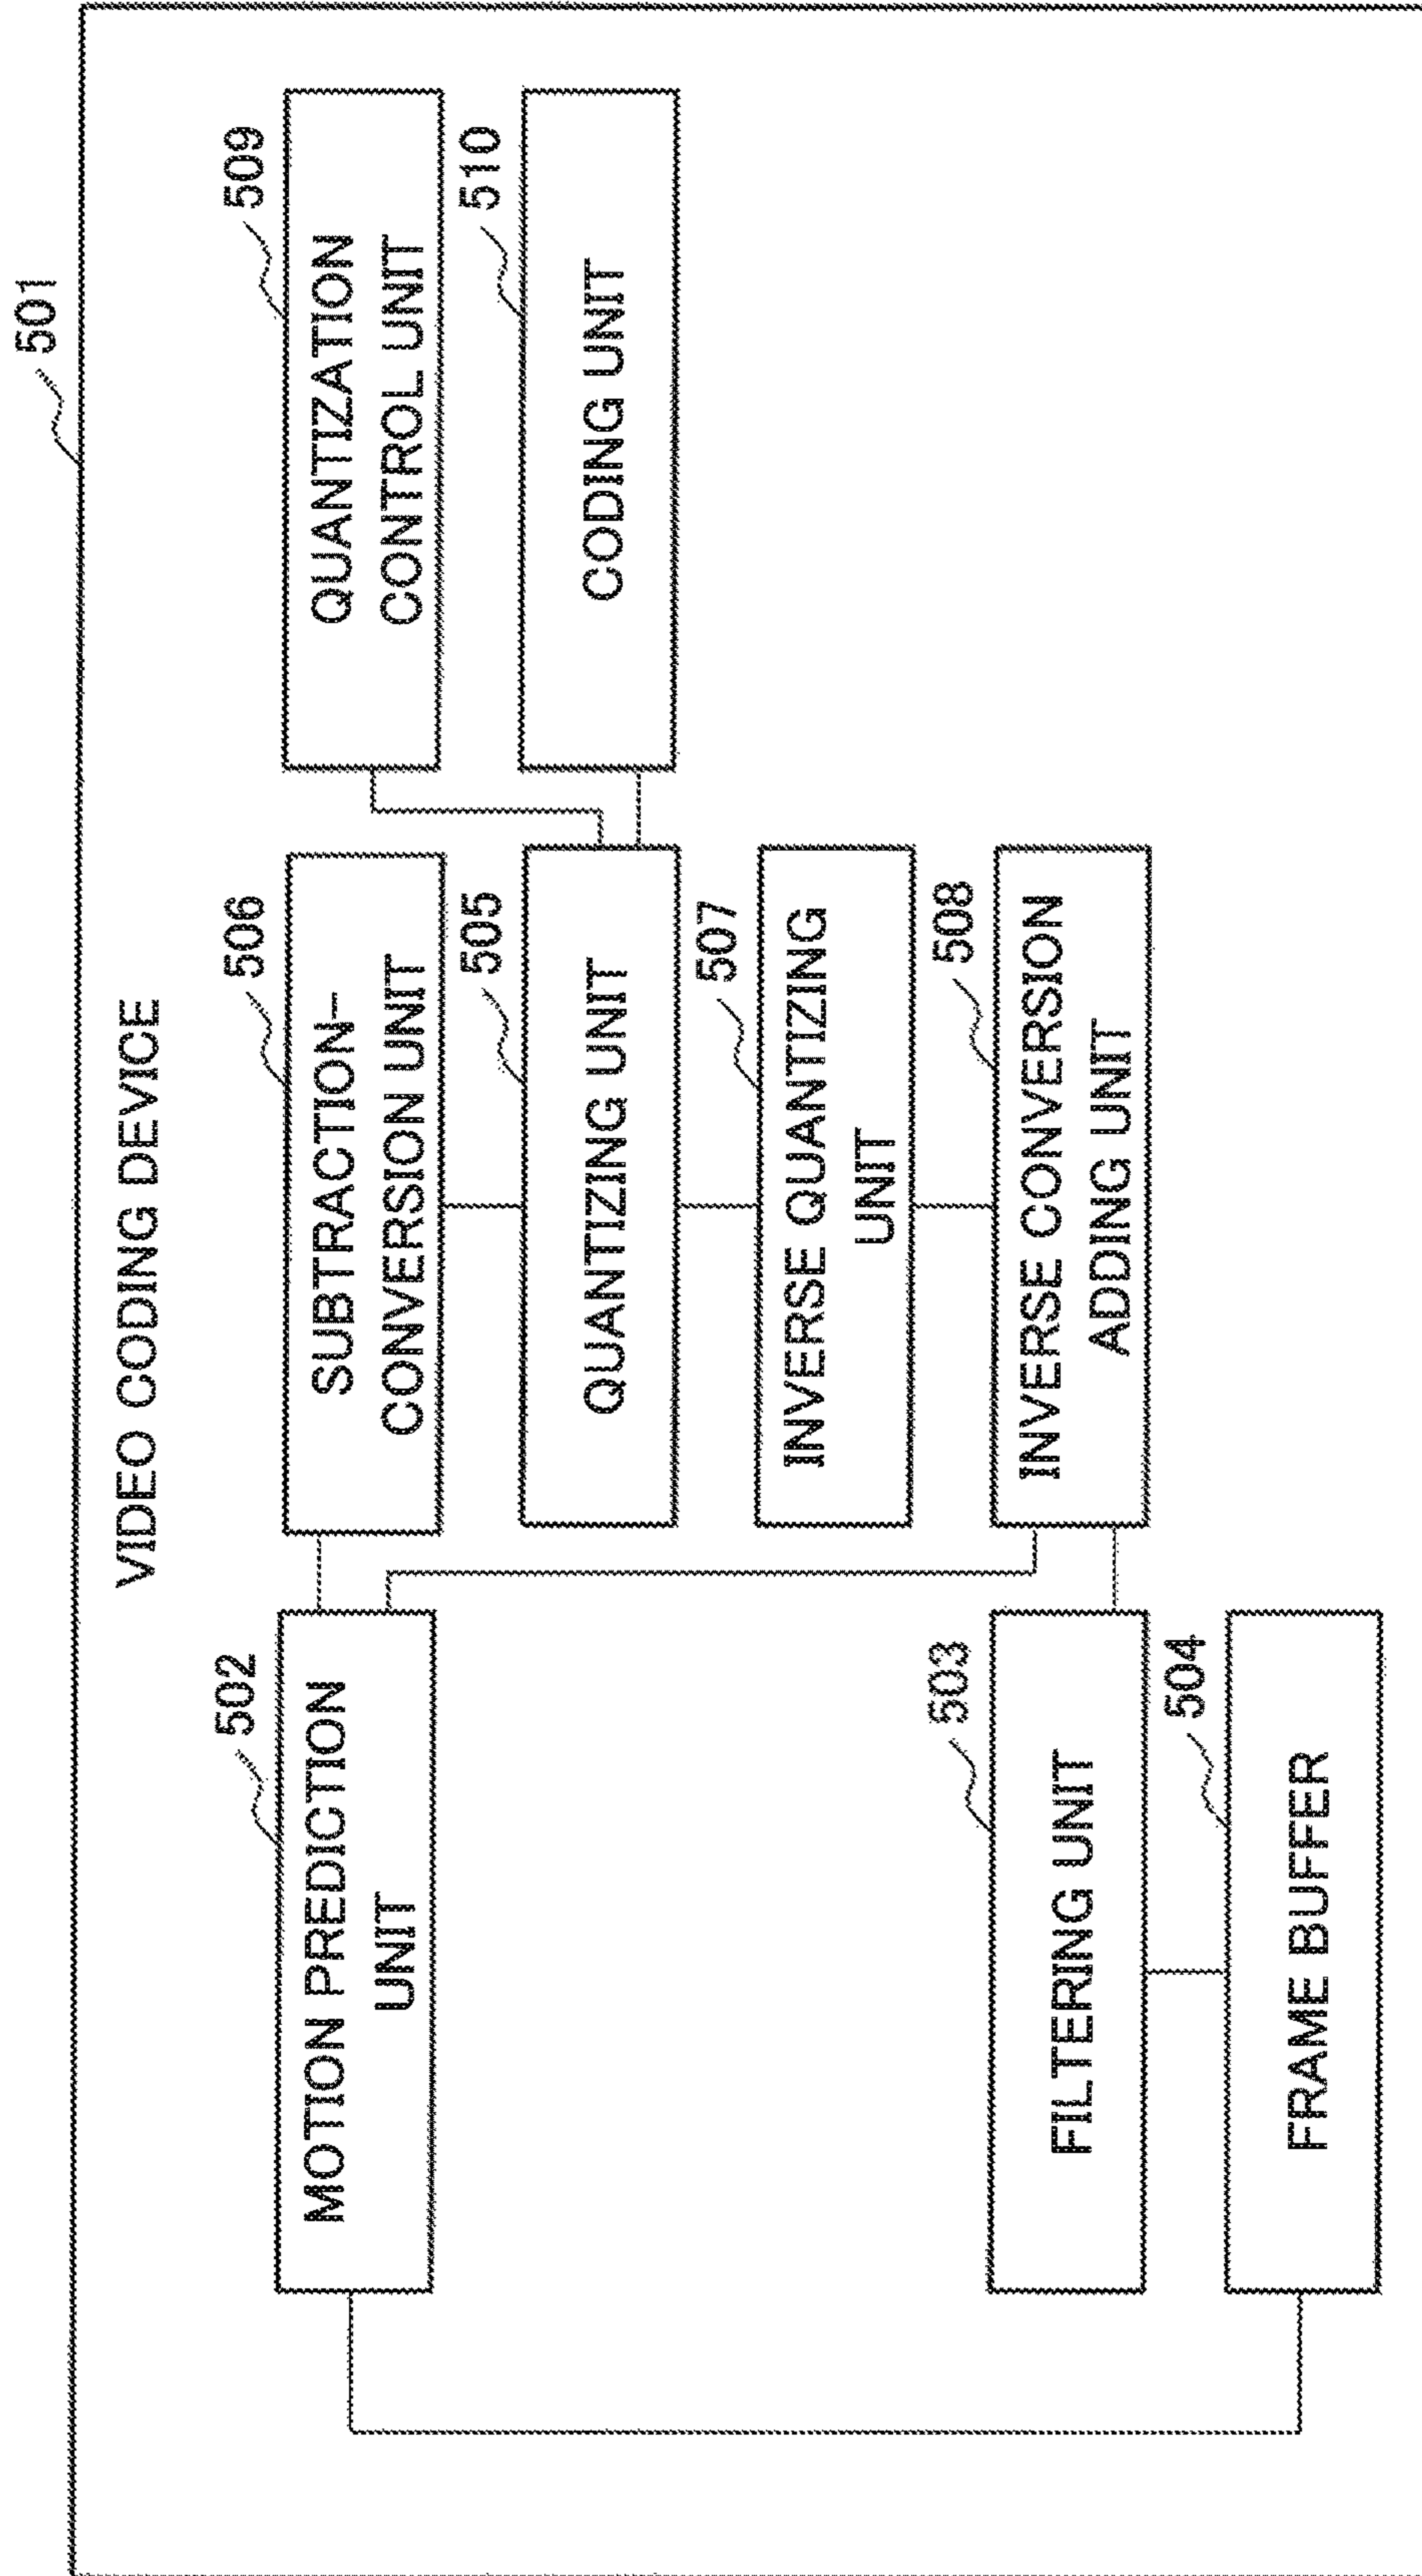 501
VIDEO CODING DEVICE
502
MOTION PREDICTION
UNIT
506
SUBTRACTION–
CONVERSION UNIT
509
QUANTIZATION
CONTROL UNIT
505
QUANTIZING UNIT
510
CODING UNIT
507
INVERSE QUANTIZING
UNIT
503
FILTERING UNIT
508
INVERSE CONVERSION
ADDING UNIT
504
FRAME BUFFER